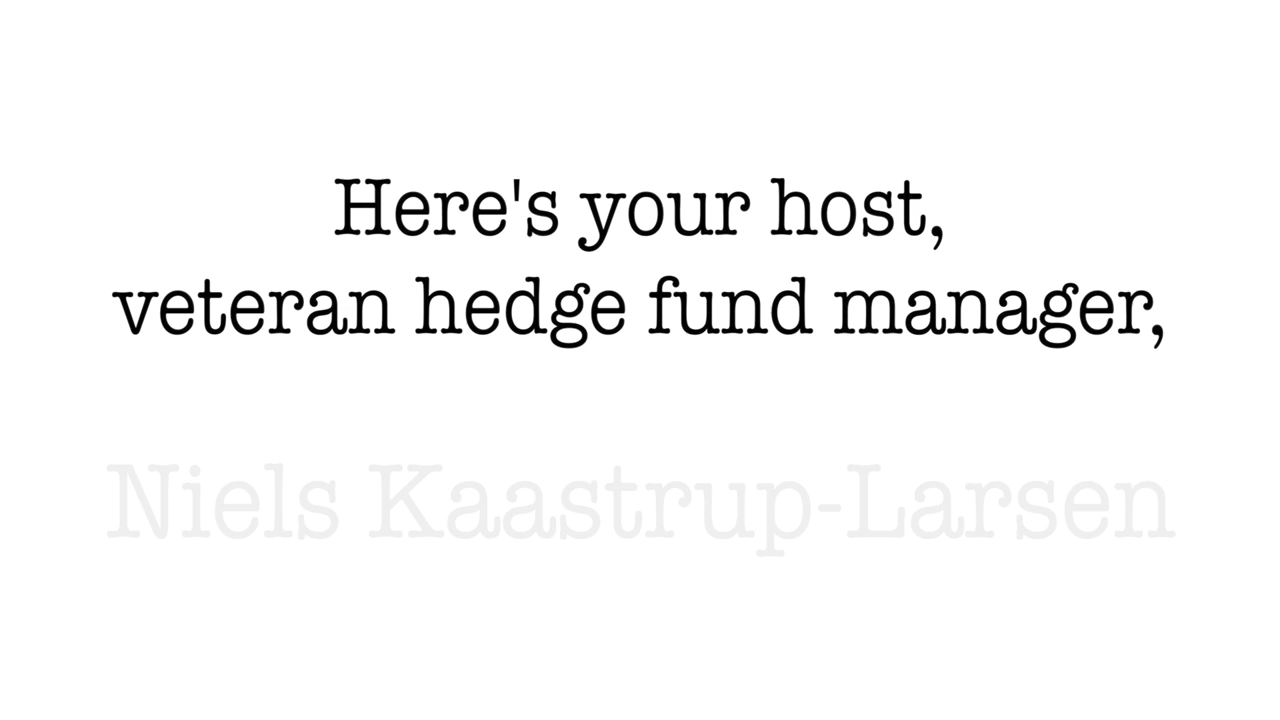 Here's your host,
veteran hedge fund manager,
Niels Kaastrup-Larsen